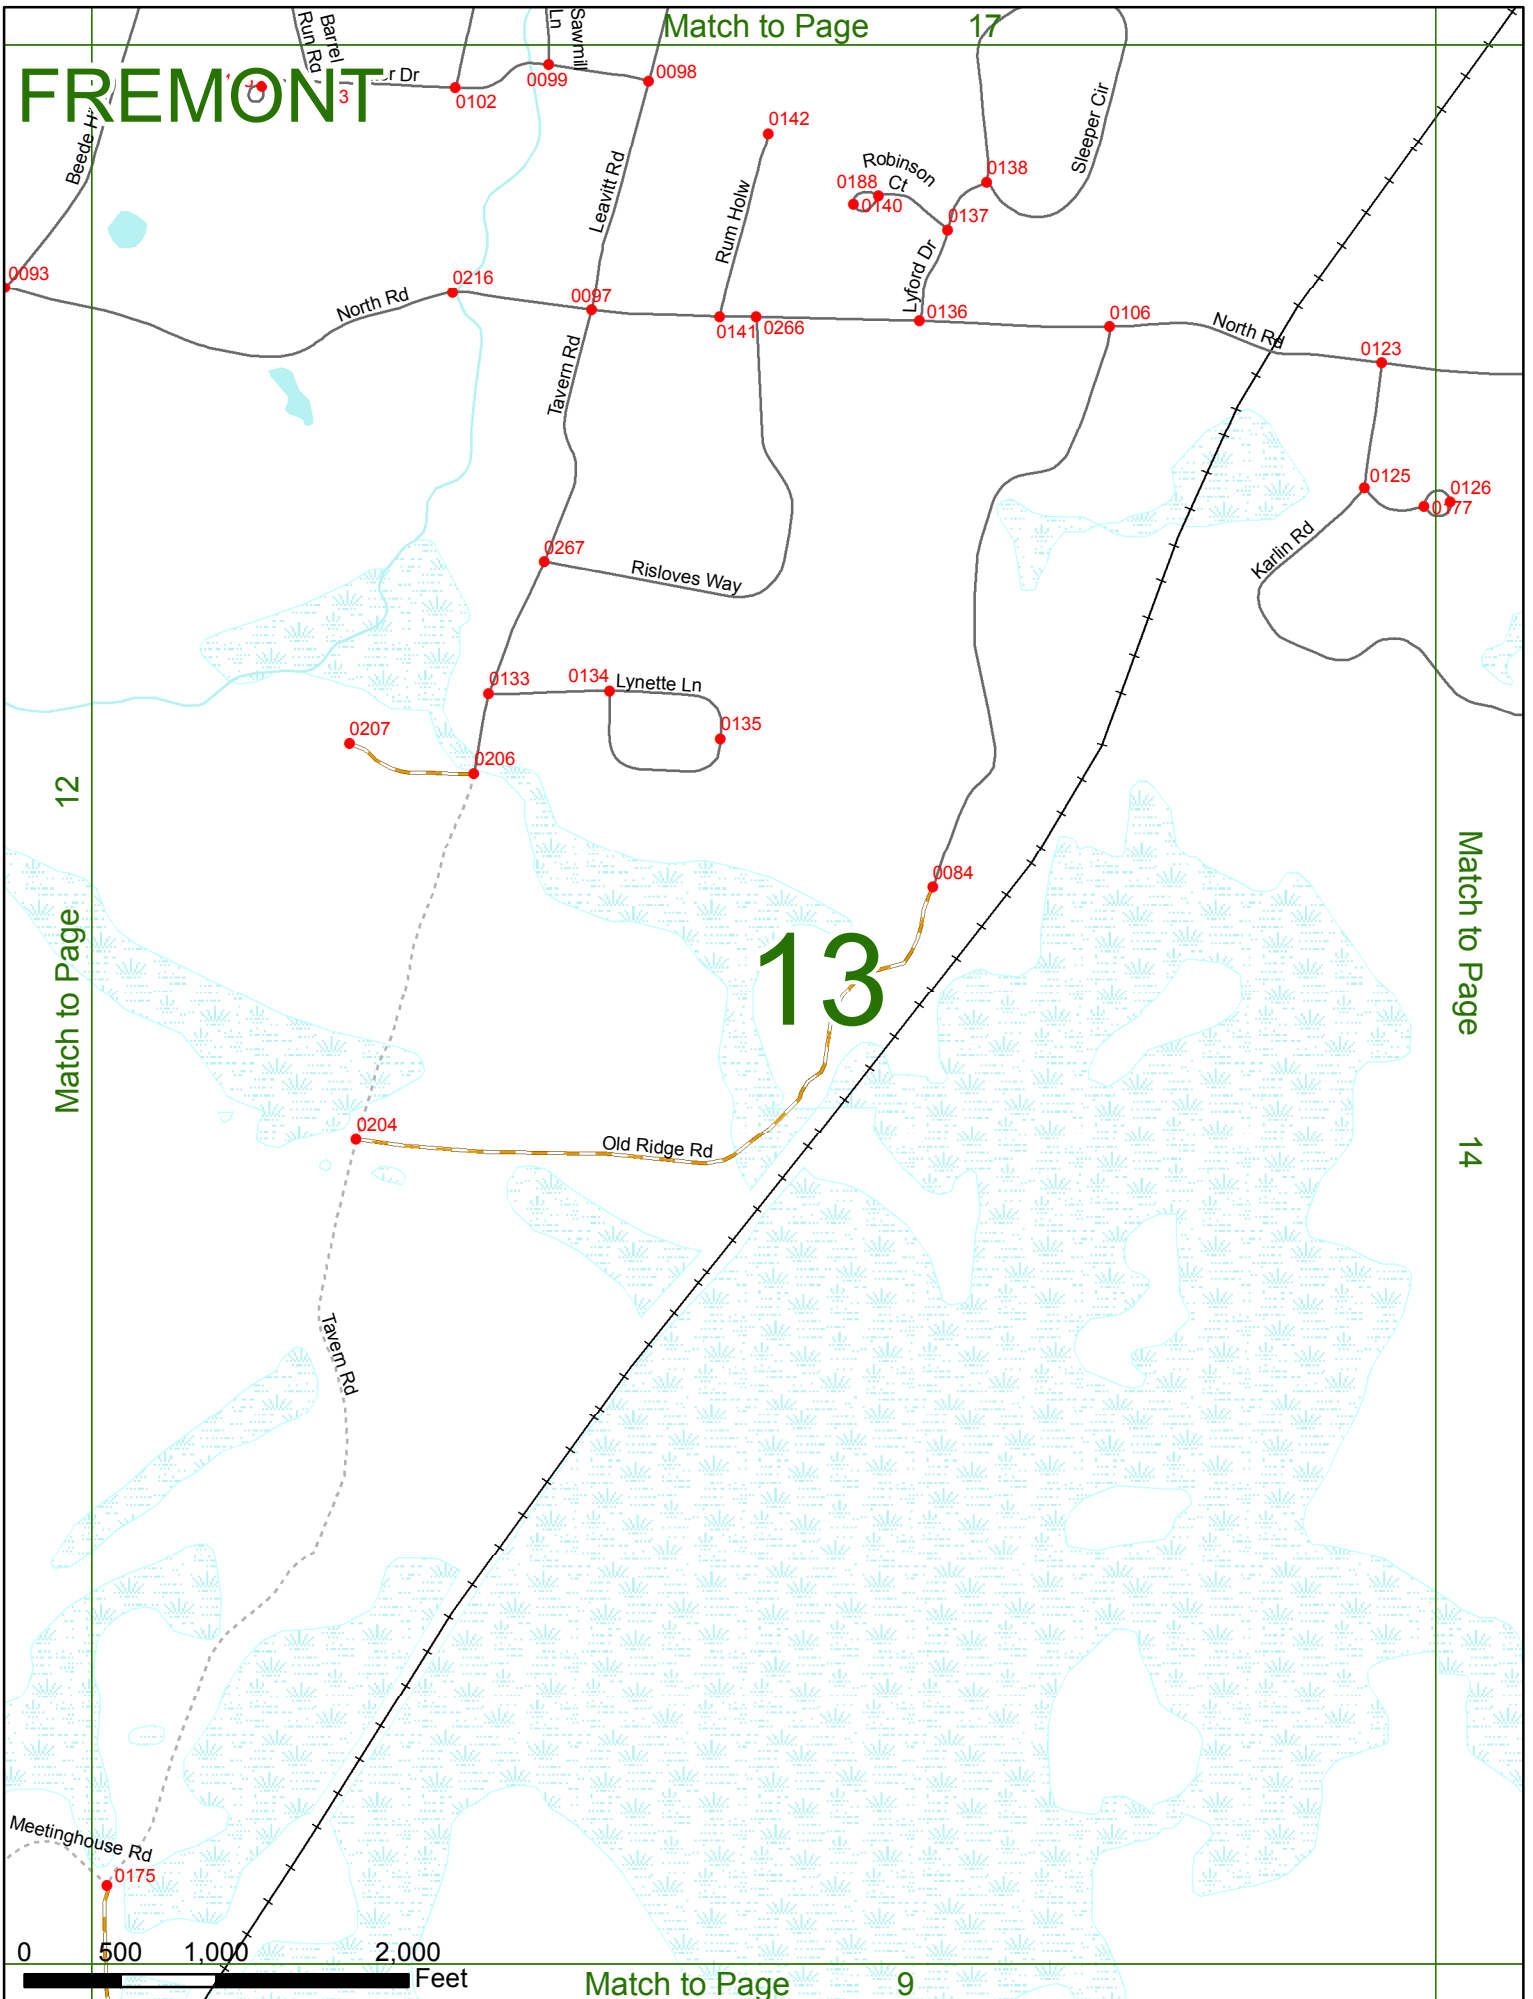 Match to Page 17
FREMONT
Barrel
Run Rd
Sawmill
Ln
er Dr
3
0102
0099
0098
0142
Sleeper Cir
Leavitt Rd
Rum Holw
Robinson
Ct
0188
0140
0138
0137
Lyford Dr
0093
North Rd
0216
0097
0141
0266
0136
0106
North Rd
0123
Tavern Rd
0125
0126
0177
Karlin Rd
0267
Risloves Way
0133
0134
Lynette Ln
0135
0207
0206
Match to Page 12
Match to Page 14
0084
13
0204
Old Ridge Rd
Tavern Rd
Meetinghouse Rd
0175
0 500 1,000 2,000
Feet
Match to Page 9